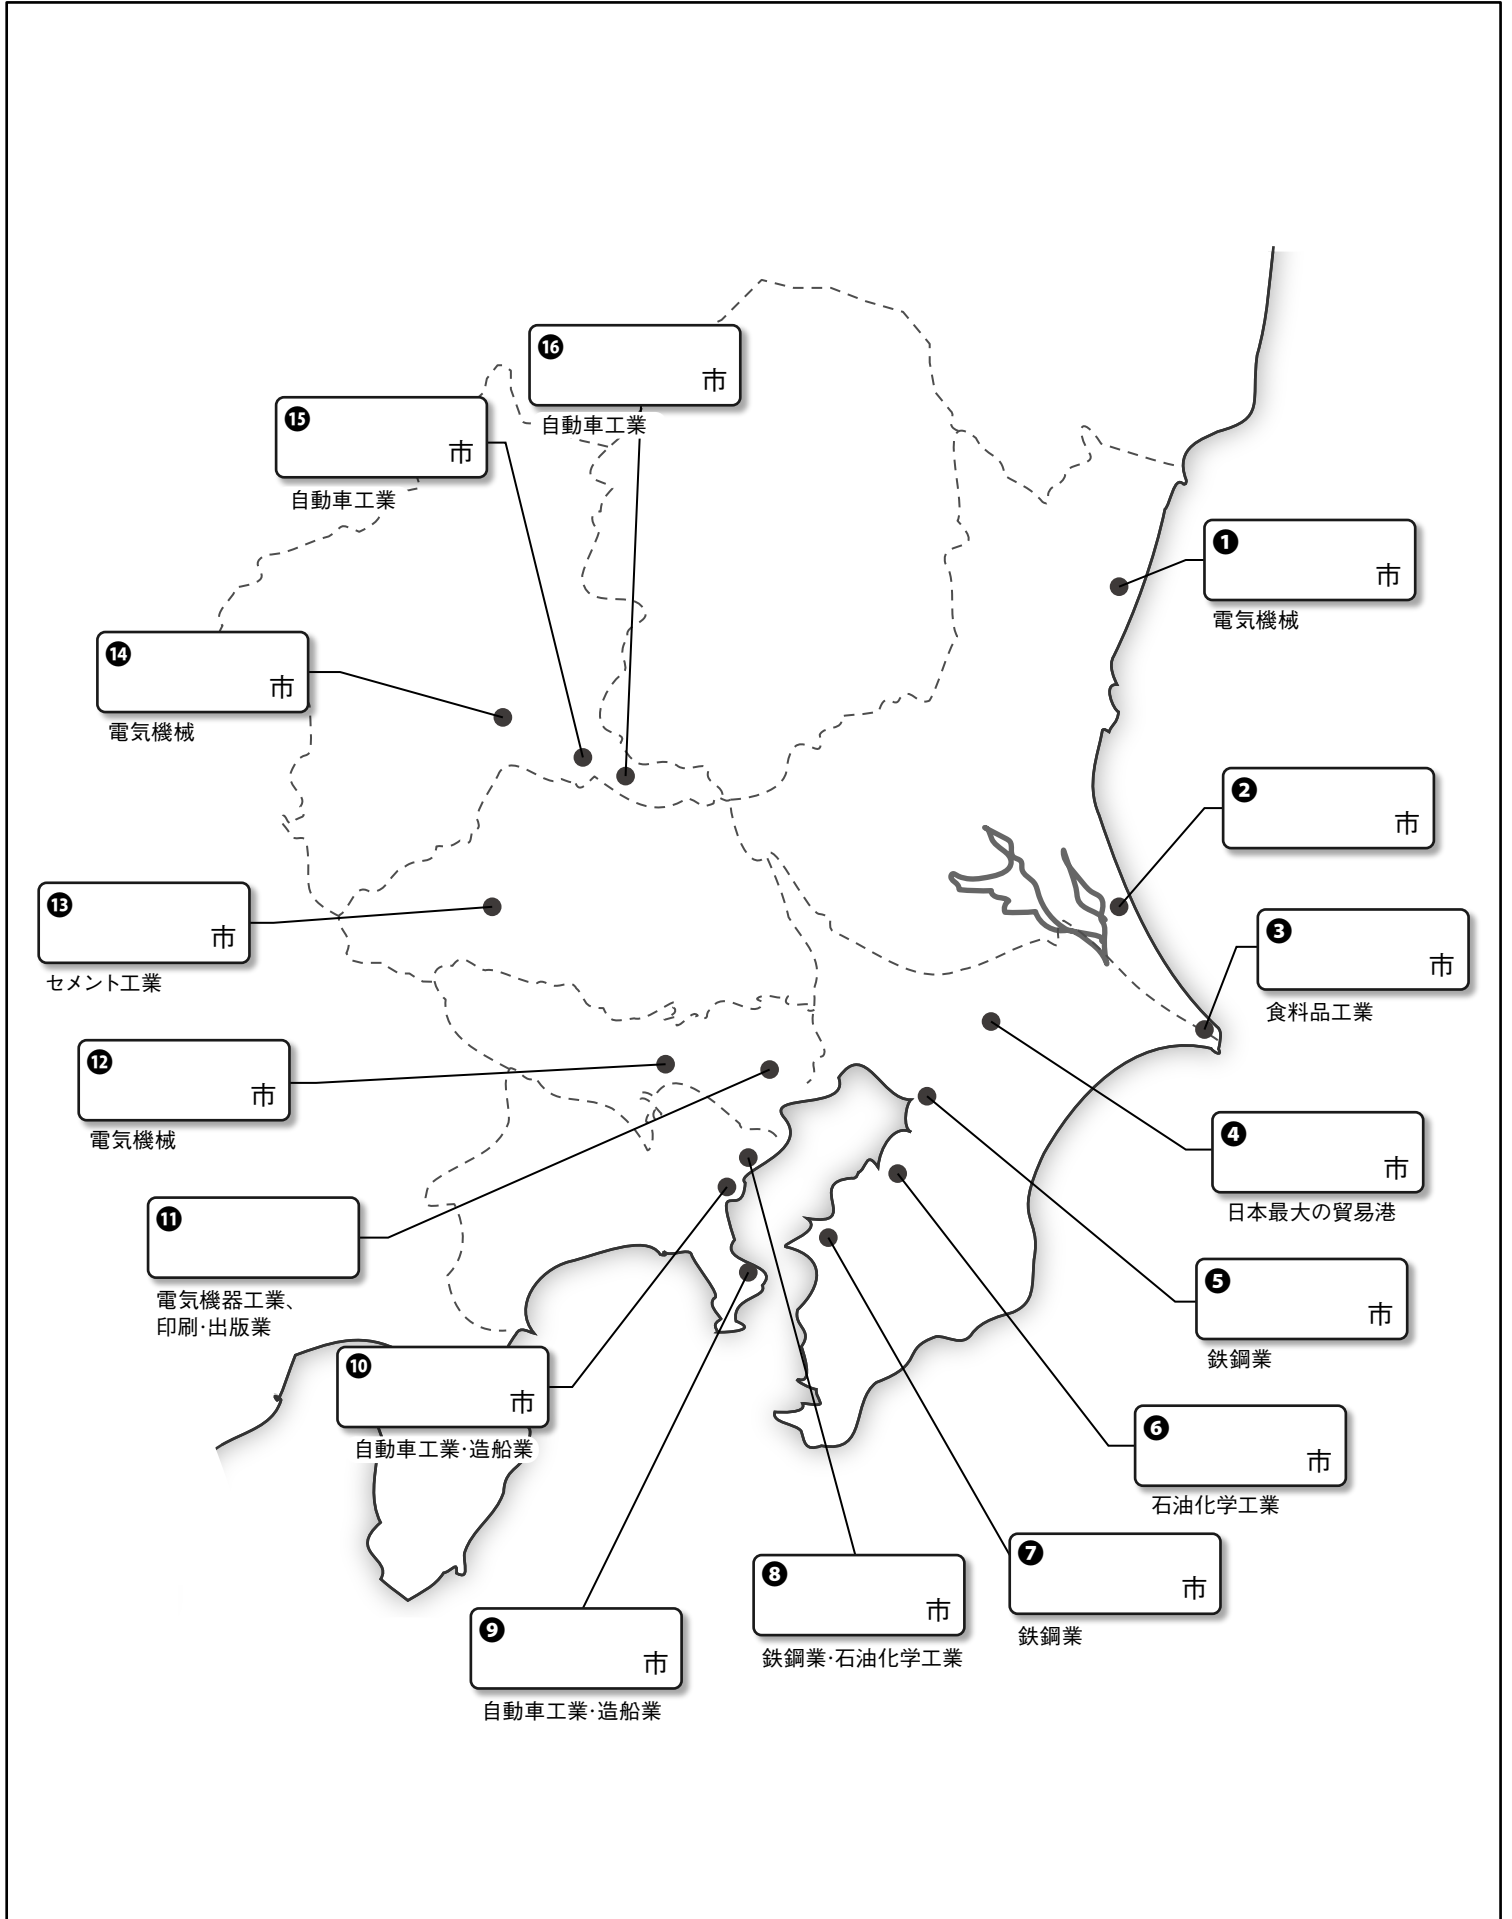 ⓰
市
自動車工業
⓯
市
自動車工業
❶
市
電気機械
⓮
市
電気機械
❷
市
⓭
市
セメント工業
❸
市
食料品工業
⓬
市
電気機械
❹
市
日本最大の貿易港
⓫
電気機器工業、
印刷・出版業
❺
市
鉄鋼業
❿
市
自動車工業・造船業
❻
市
石油化学工業
❼
市
鉄鋼業
❽
市
鉄鋼業・石油化学工業
❾
市
自動車工業・造船業